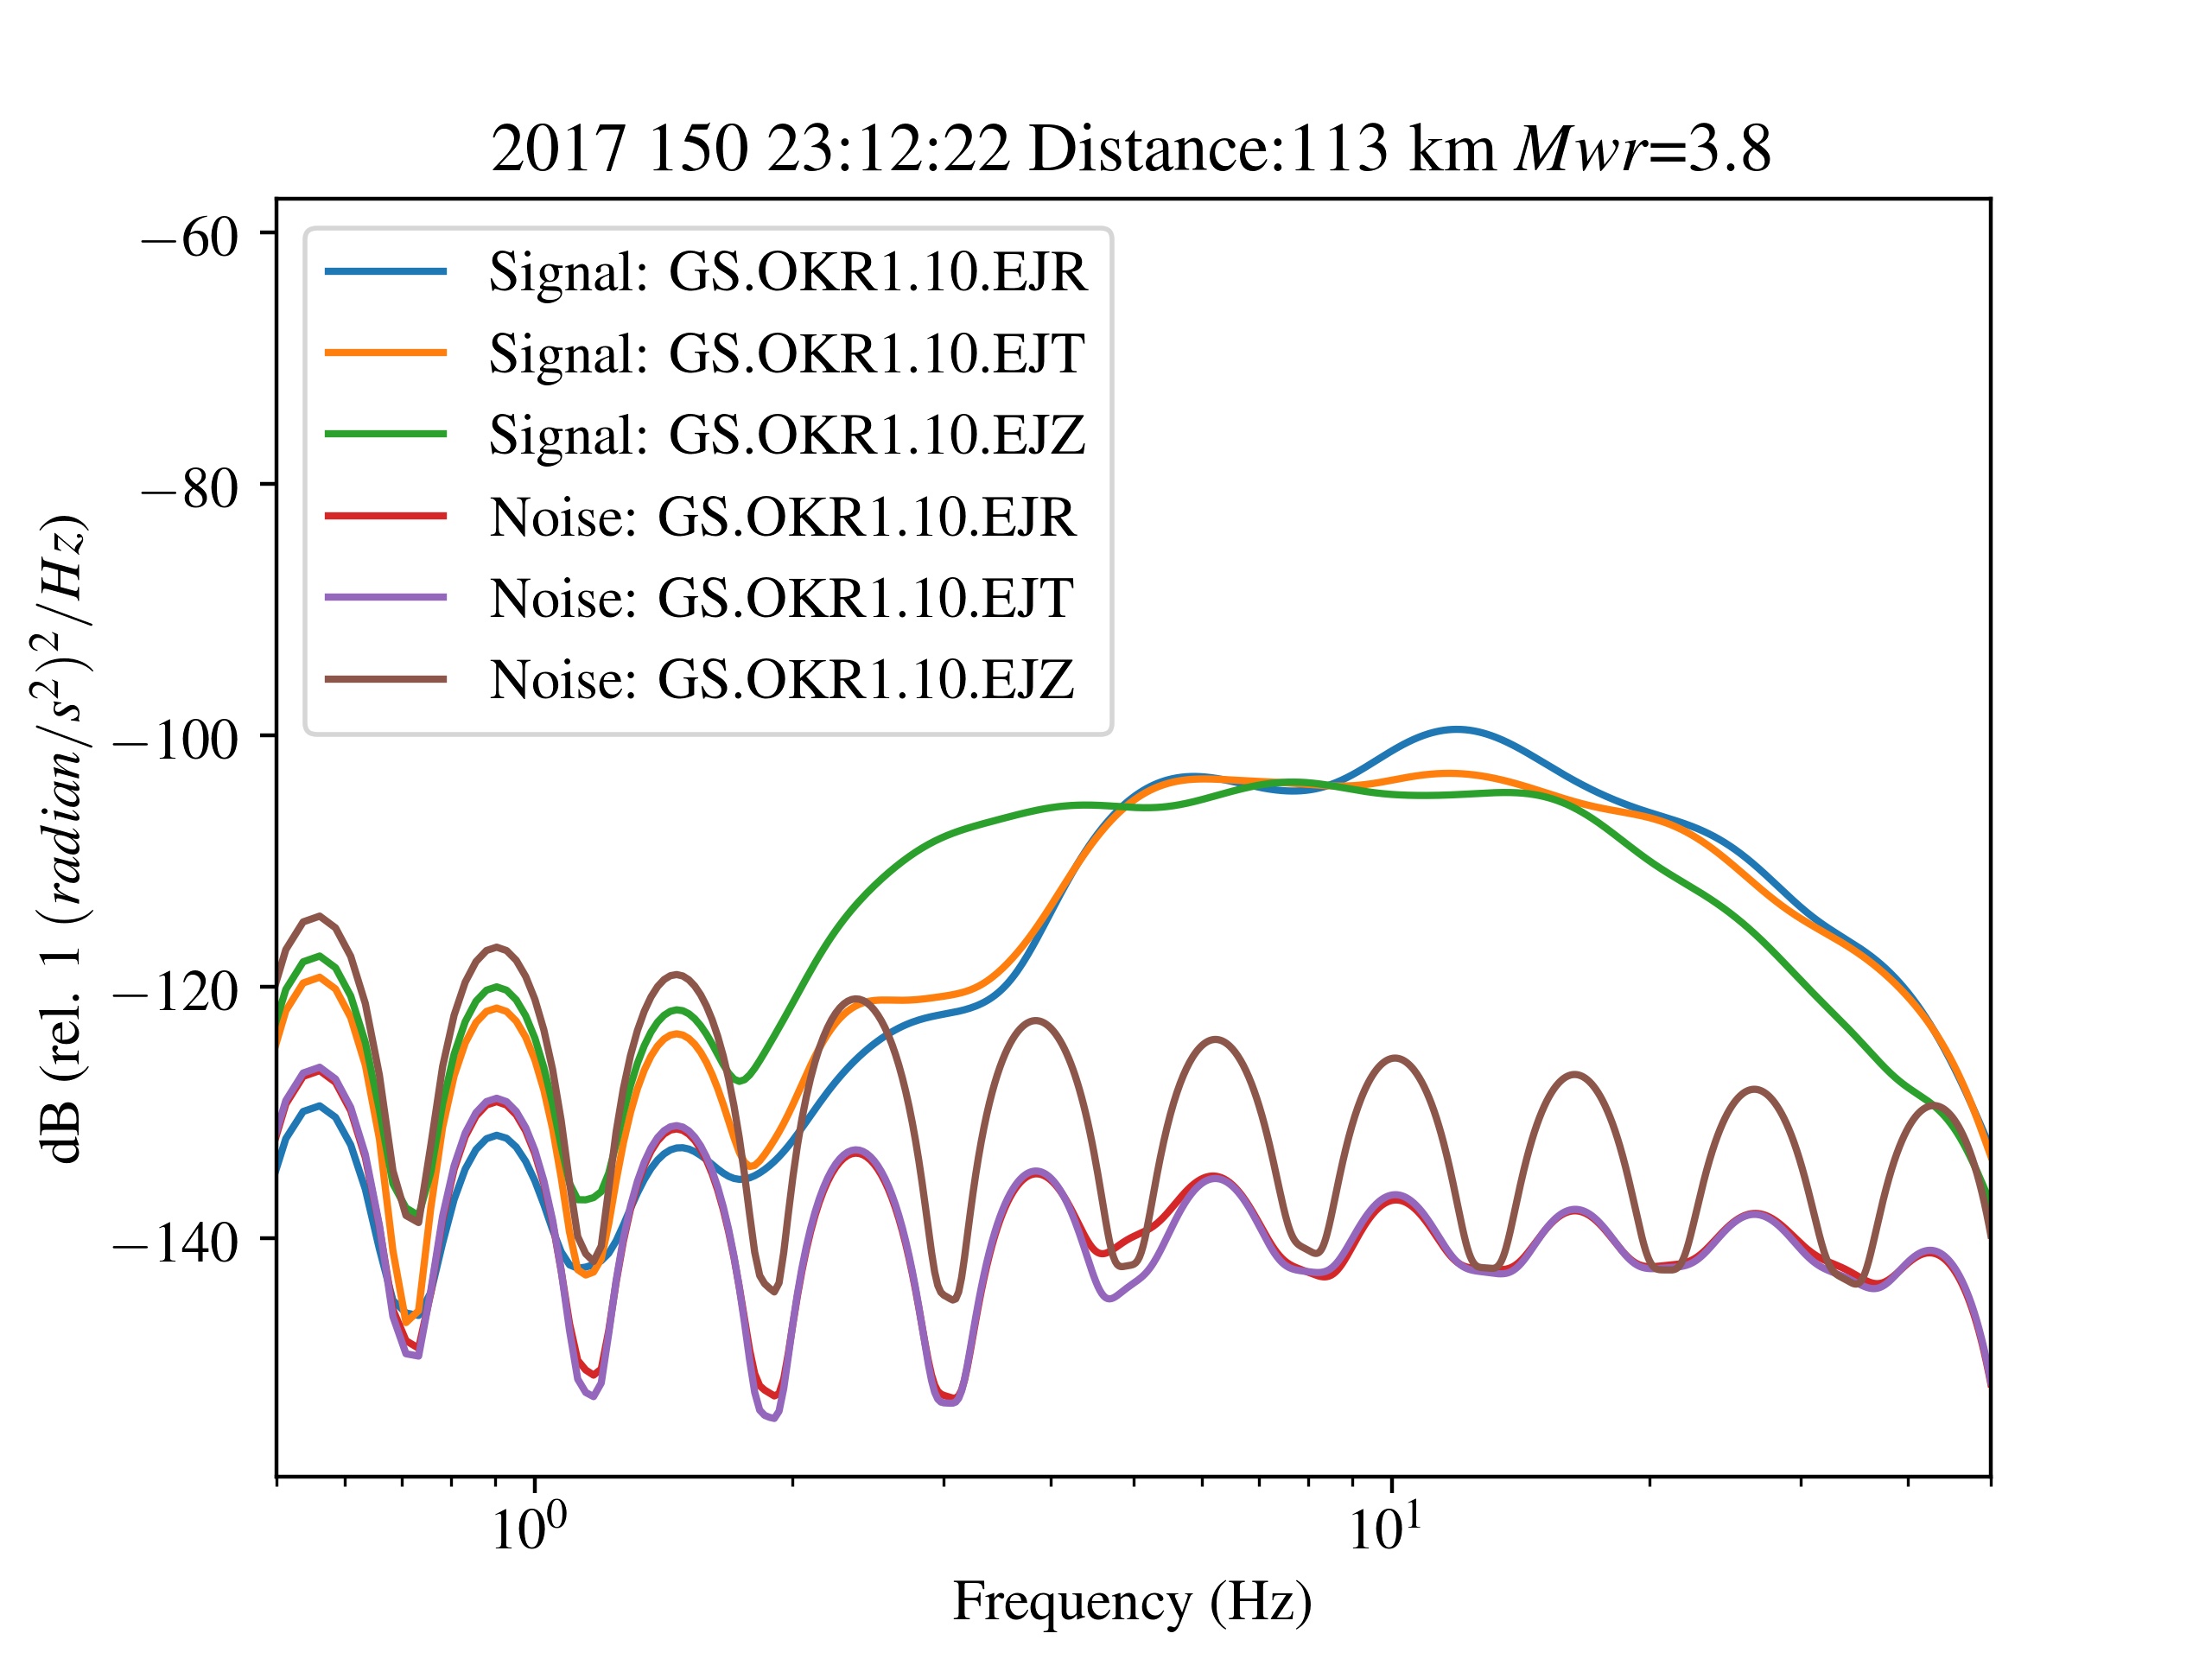 2017 150 23:12:22 Distance:113 km Mwr=3.8
−60
−80
−100
−120
−140
dB (rel. 1 (radian/s²)²/Hz)
Signal: GS.OKR1.10.EJR
Signal: GS.OKR1.10.EJT
Signal: GS.OKR1.10.EJZ
Noise: GS.OKR1.10.EJR
Noise: GS.OKR1.10.EJT
Noise: GS.OKR1.10.EJZ
10⁰ 10¹
Frequency (Hz)